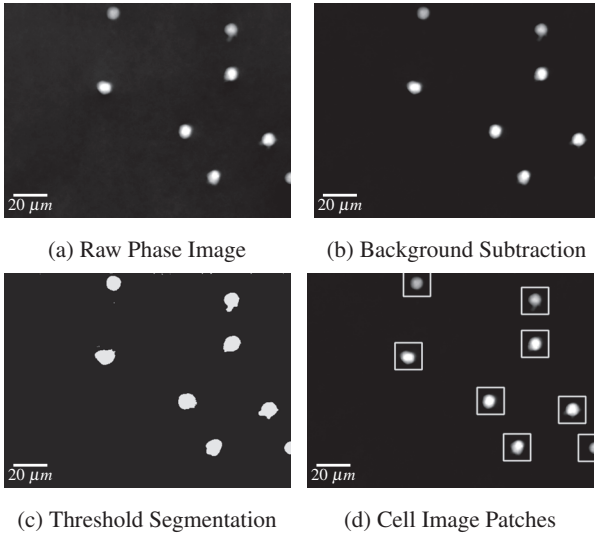 20 μm
20 μm
(a) Raw Phase Image
(b) Background Subtraction
20 μm
20 μm
(c) Threshold Segmentation
(d) Cell Image Patches